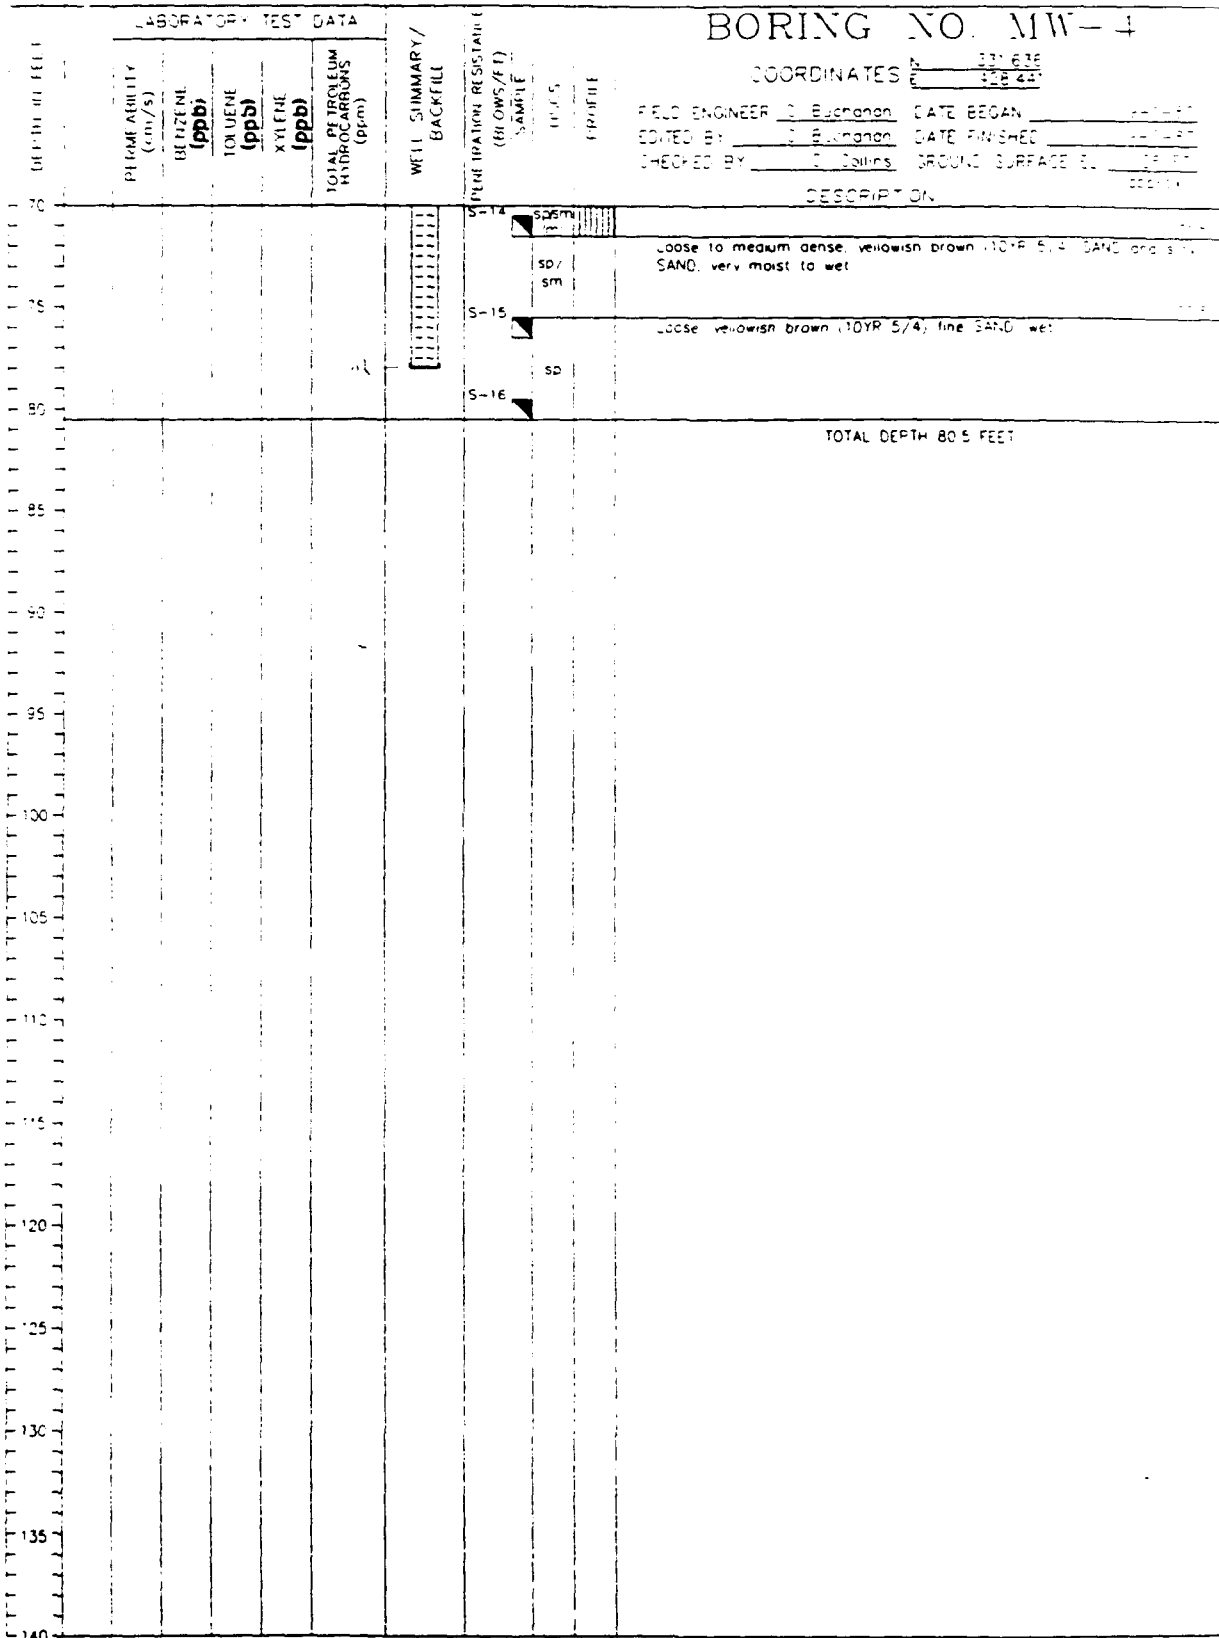 BORING NO. MW-4
COORDINATES N 331 636
E
FIELD ENGINEER Buchanan DATE BEGAN
EDITED BY Buchanan DATE FINISHED
CHECKED BY Collins GROUND SURFACE EL
LABORATORY TEST DATA
DEPTH IN FEET
PERMEABILITY (cm/s)
BENZENE (ppb)
TOLUENE (ppb)
XYLENE (ppb)
TOTAL PETROLEUM HYDROCARBONS (ppm)
WELL SUMMARY/ BACKFILL
PENETRATION RESISTANCE (BLOWS/FT)
SAMPLE
USCS
PROFILE
DESCRIPTION
70
S-14
sp/sm
Loose to medium dense, yellowish brown (10YR 5/4) SAND and
SAND, very moist to wet
sp/
sm
75
S-15
Loose yellowish brown (10YR 5/4) fine SAND wet
sp
S-16
80
TOTAL DEPTH 80.5 FEET
85
90
95
100
105
110
115
120
125
130
135
140